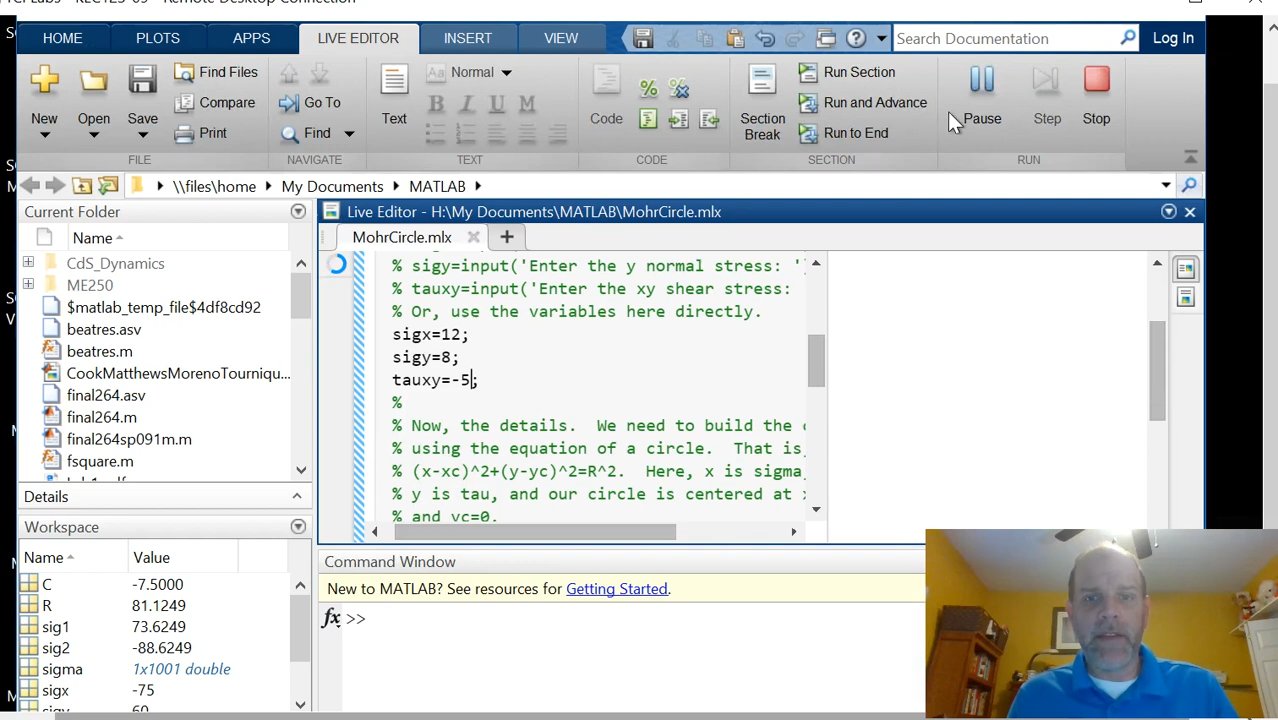 HOME PLOTS APPS LIVE EDITOR INSERT VIEW Search Documentation Log In
New
Open
Save
Find Files
Compare
Print
FILE
Go To
Find
NAVIGATE
Text
Aa Normal
B I U M
TEXT
Code
CODE
Section
Break
Run Section
Run and Advance
Run to End
SECTION
Pause
Step
Stop
RUN
\\files\home My Documents MATLAB
Current Folder
Name
CdS_Dynamics
ME250
$matlab_temp_file$4df8cd92
beatres.asv
beatres.m
CookMatthewsMorenoTourniqu...
final264.asv
final264.m
final264sp091m.m
fsquare.m
Details
Workspace
Name Value
C -7.5000
R 81.1249
sig1 73.6249
sig2 -88.6249
sigma 1x1001 double
sigx -75
Live Editor - H:\My Documents\MATLAB\MohrCircle.mlx
MohrCircle.mlx
% sigy=input('Enter the y normal stress: '
% tauxy=input('Enter the xy shear stress:
% Or, use the variables here directly.
sigx=12;
sigy=8;
tauxy=-5;
%
% Now, the details. We need to build the
% using the equation of a circle. That is,
% (x-xc)^2+(y-yc)^2=R^2. Here, x is sigma,
% y is tau, and our circle is centered at
% and yc=0.
Command Window
New to MATLAB? See resources for Getting Started.
fx >>